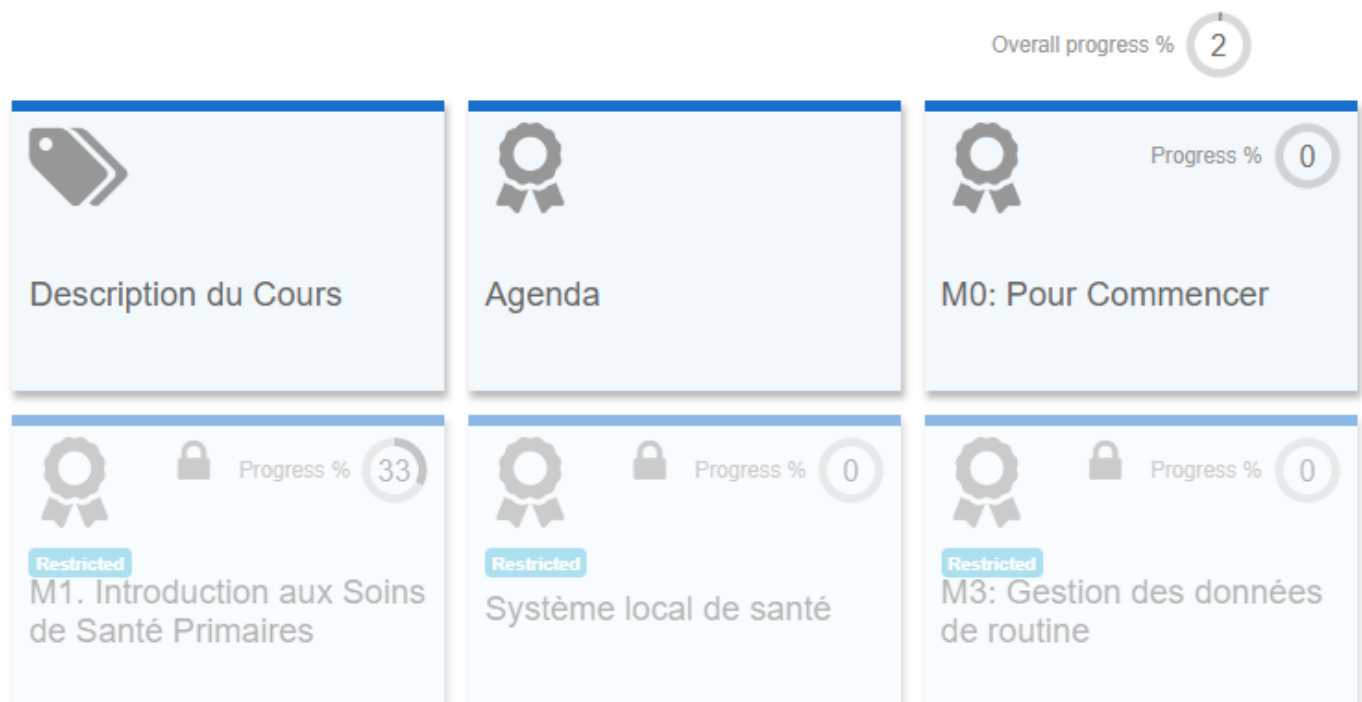 Overall progress % 2
Description du Cours
Agenda
Progress % 0
M0: Pour Commencer
Progress % 33
Restricted
M1. Introduction aux Soins
de Santé Primaires
Progress % 0
Restricted
Système local de santé
Progress % 0
Restricted
M3: Gestion des données
de routine